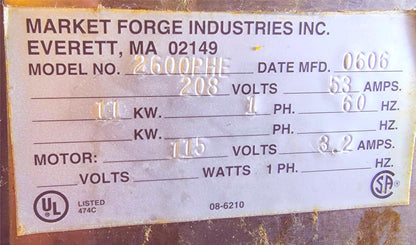 MARKET FORGE INDUSTRIES INC.
EVERETT, MA 02149
MODEL NO. 2600PHE DATE MFD. 0606
208 VOLTS 53 AMPS.
11 KW. 1 PH. 60 HZ.
KW. PH. HZ.
MOTOR: 115 VOLTS 3.2 AMPS.
VOLTS WATTS 1 PH. HZ.
UL LISTED
474C
08-6210
SA